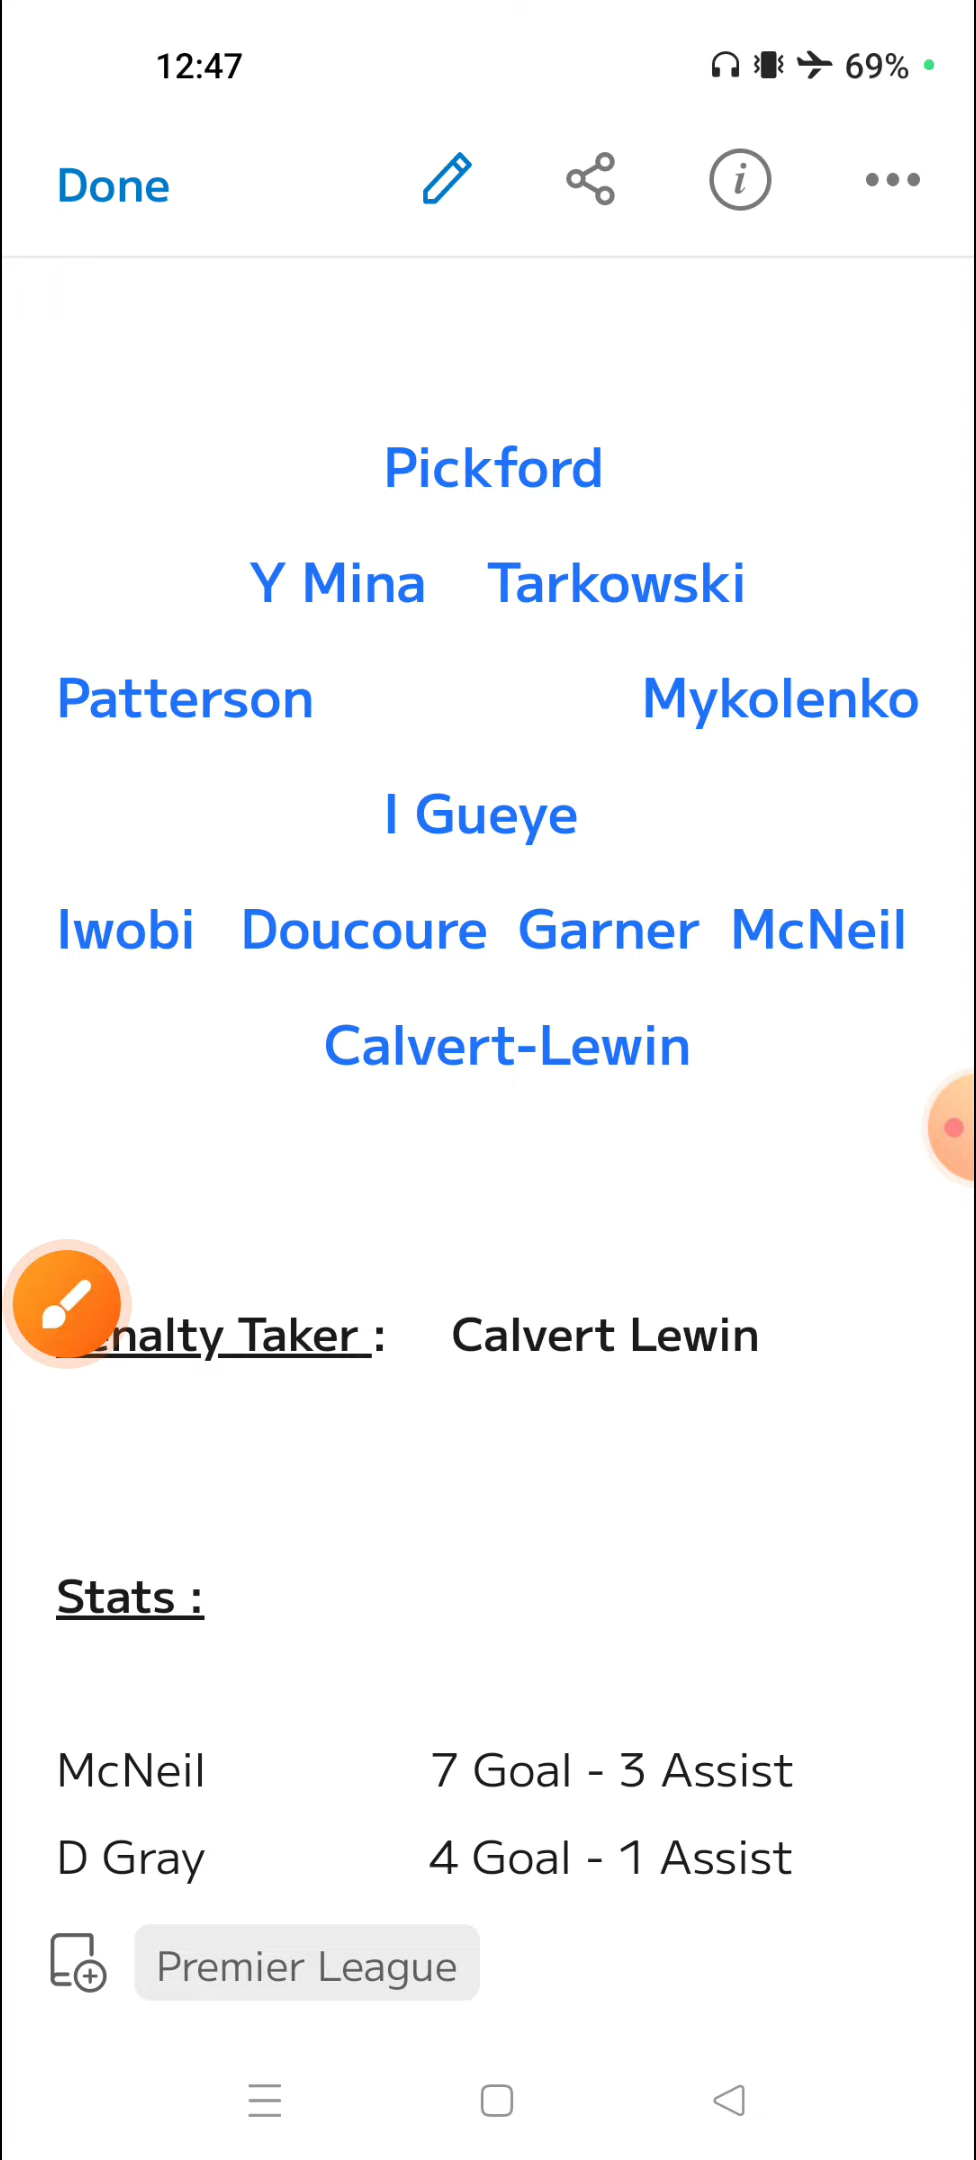 12:47 69%
Done
Pickford
Y Mina Tarkowski
Patterson Mykolenko
I Gueye
Iwobi Doucoure Garner McNeil
Calvert-Lewin
Taker : Calvert Lewin
Stats :
McNeil 7 Goal - 3 Assist
D Gray 4 Goal - 1 Assist
Premier League